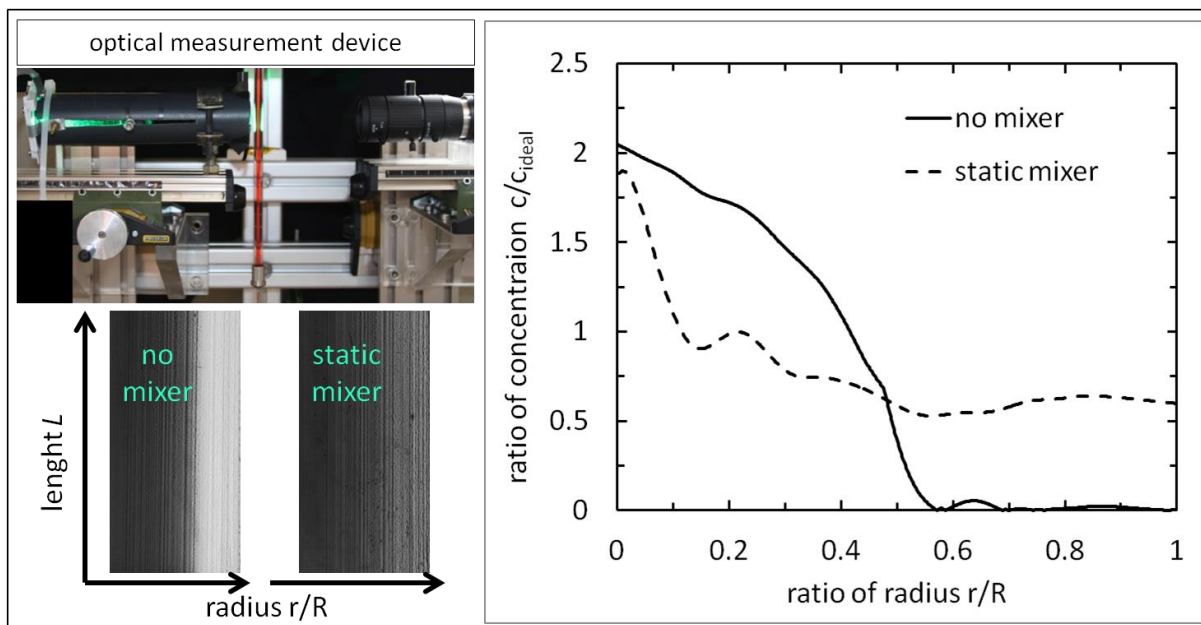 optical measurement device
no
mixer
static
mixer
lenght L
radius r/R
2.5
2
1.5
1
0.5
0
0
0.2
0.4
0.6
0.8
1
ratio of concentraion c/c_ideal
ratio of radius r/R
no mixer
static mixer